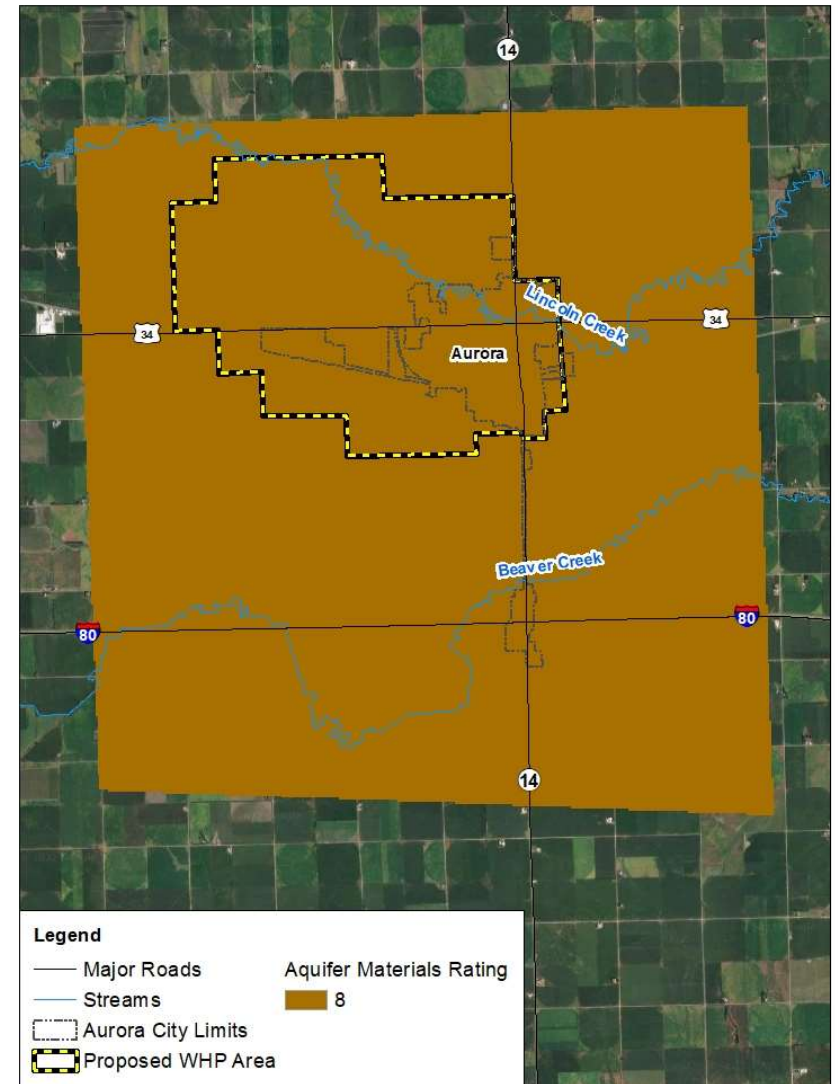 14
34
Lincoln Creek
34
Aurora
Beaver Creek
80
80
14
Legend
Major Roads
Streams
Aurora City Limits
Proposed WHP Area
Aquifer Materials Rating
8